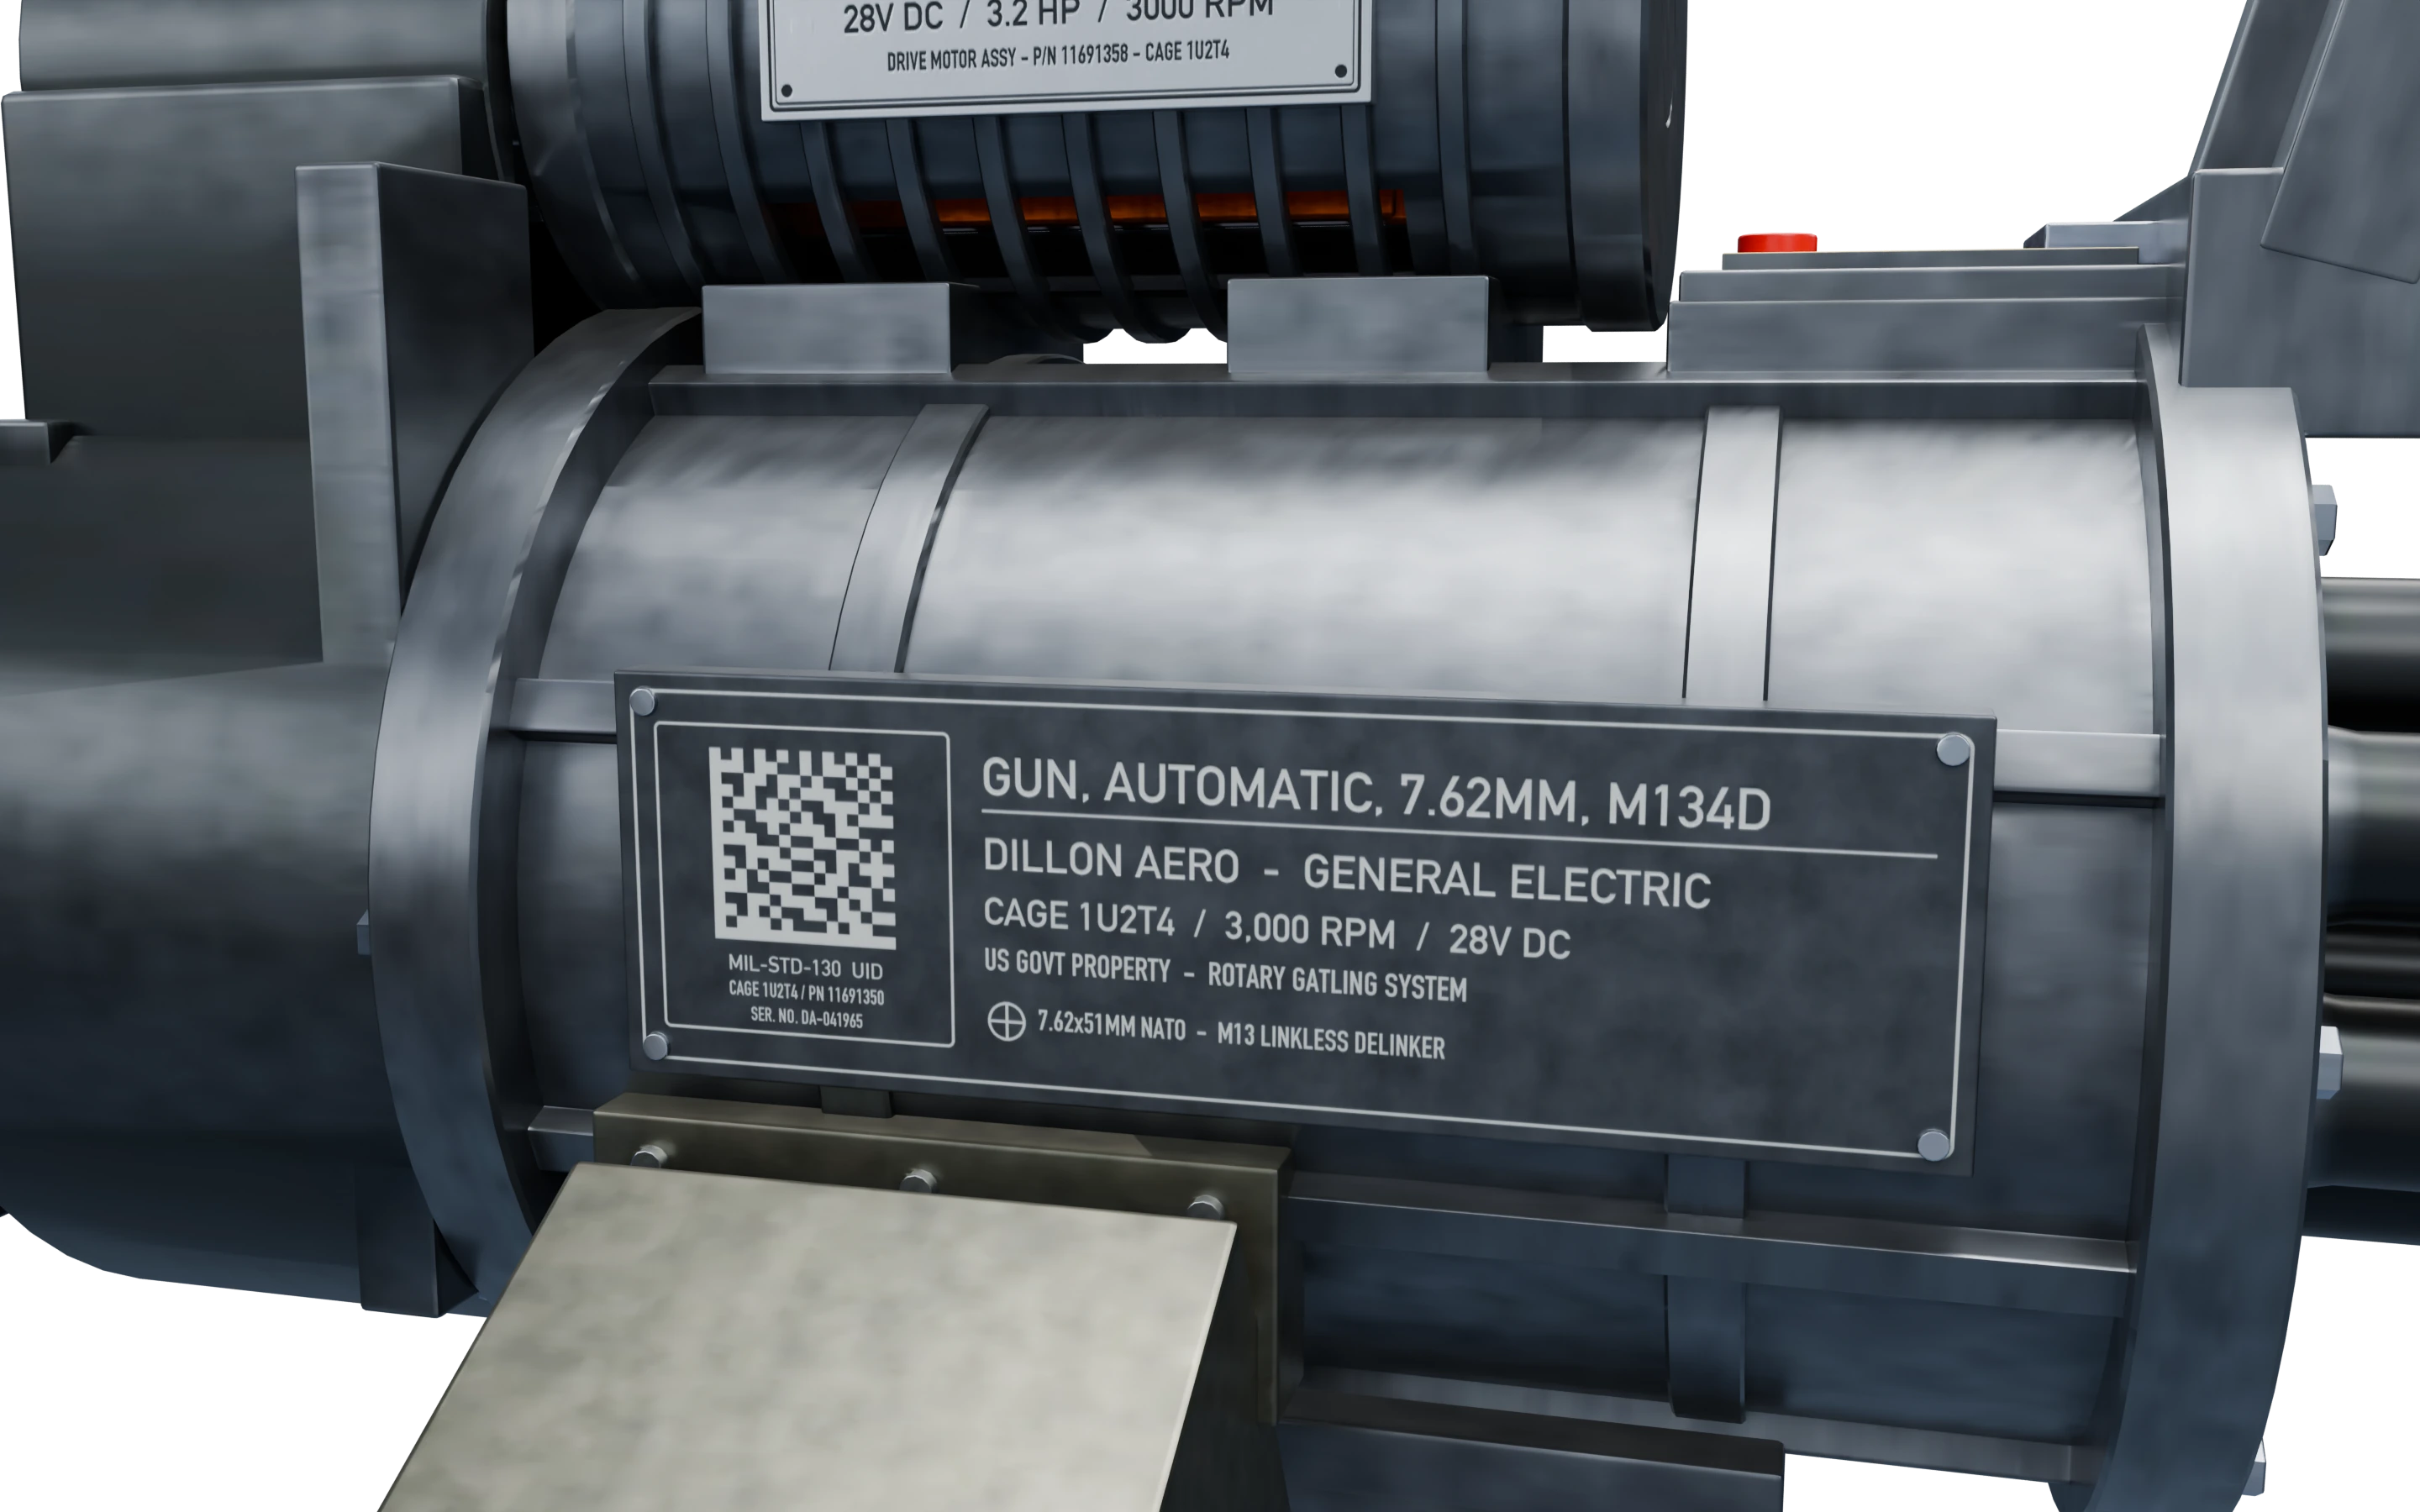 28V DC / 3.2 HP / 3000 RPM
DRIVE MOTOR ASSY - P/N 11691358 - CAGE 1U2T4
GUN, AUTOMATIC, 7.62MM, M134D
DILLON AERO - GENERAL ELECTRIC
CAGE 1U2T4 / 3,000 RPM / 28V DC
US GOVT PROPERTY - ROTARY GATLING SYSTEM
7.62x51MM NATO - M13 LINKLESS DELINKER
MIL-STD-130 UID
CAGE 1U2T4 / PN 11691350
SER. NO. DA-041965